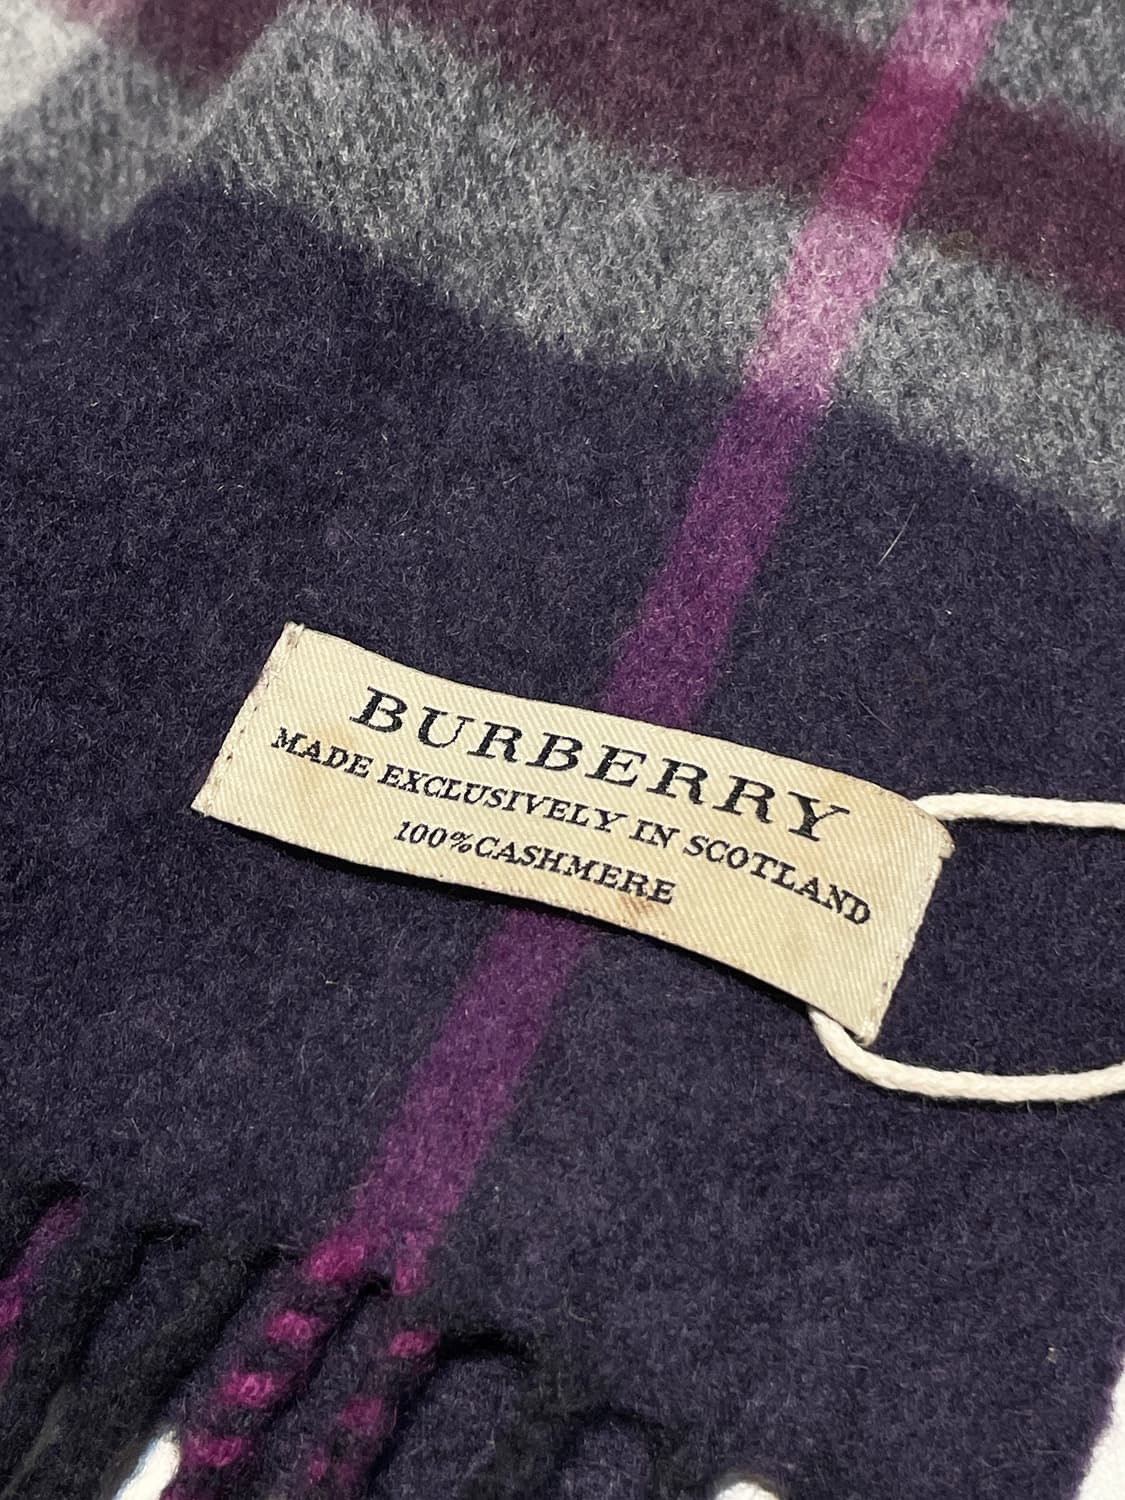 BURBERRY
MADE EXCLUSIVELY IN SCOTLAND
100%CASHMERE